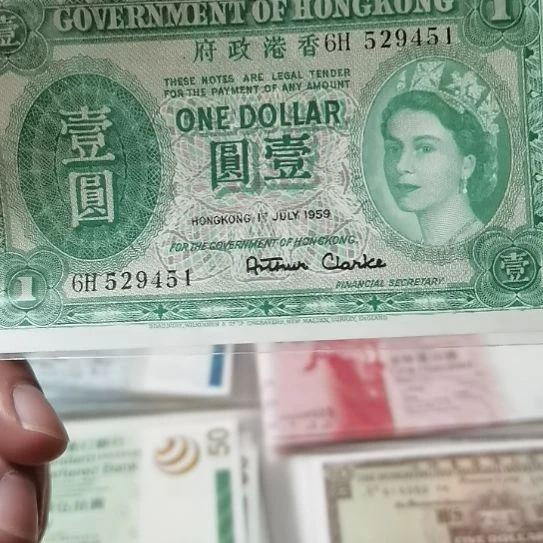 壹
GOVERNMENT OF HONGKONG
1
府政港香
6H 529451
THESE NOTES ARE LEGAL TENDER
FOR THE PAYMENT OF ANY AMOUNT
ONE DOLLAR
壹
圓
圓壹
HONGKONG 1ST JULY 1959
FOR THE GOVERNMENT OF HONGKONG.
Arthur Clarke
FINANCIAL SECRETARY
6H 529451
1
壹
50